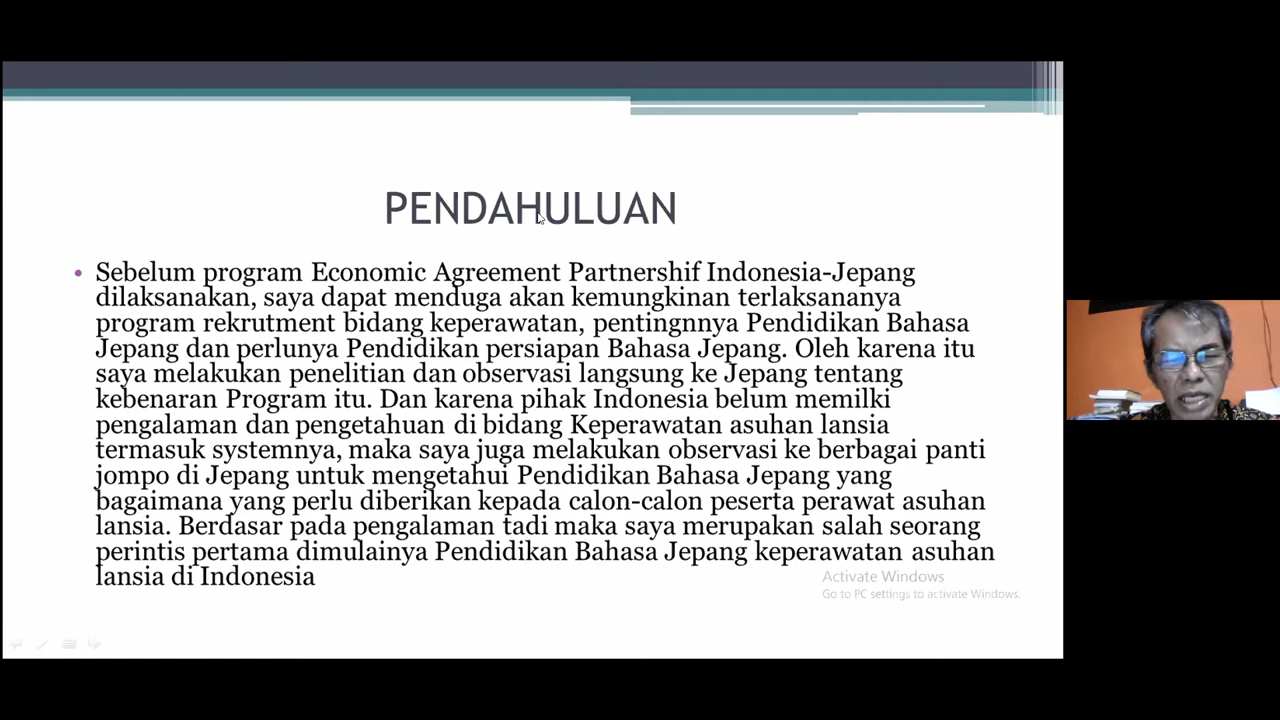 PENDAHULUAN
• Sebelum program Economic Agreement Partnershif Indonesia-Jepang
dilaksanakan, saya dapat menduga akan kemungkinan terlaksananya
program rekrutment bidang keperawatan, pentingnnya Pendidikan Bahasa
Jepang dan perlunya Pendidikan persiapan Bahasa Jepang. Oleh karena itu
saya melakukan penelitian dan observasi langsung ke Jepang tentang
kebenaran Program itu. Dan karena pihak Indonesia belum memilki
pengalaman dan pengetahuan di bidang Keperawatan asuhan lansia
termasuk systemnya, maka saya juga melakukan observasi ke berbagai panti
jompo di Jepang untuk mengetahui Pendidikan Bahasa Jepang yang
bagaimana yang perlu diberikan kepada calon-calon peserta perawat asuhan
lansia. Berdasar pada pengalaman tadi maka saya merupakan salah seorang
perintis pertama dimulainya Pendidikan Bahasa Jepang keperawatan asuhan
lansia di Indonesia
Activate Windows
Go to PC settings to activate Windows.